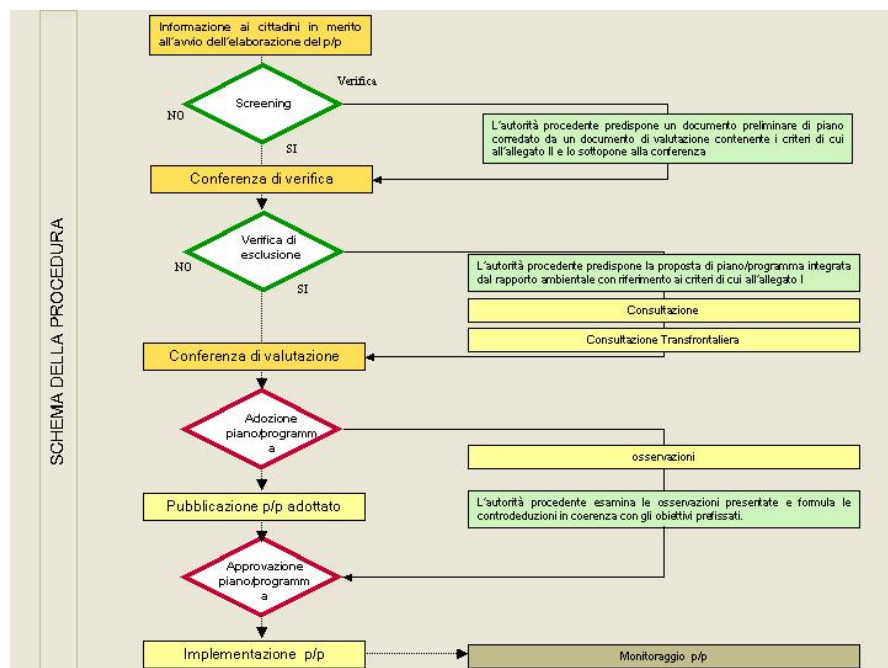 SCHEMA DELLA PROCEDURA
Informazione ai cittadini in merito
all'avvio dell'elaborazione del p/p
Verifica
Screening
NO
SI
L'autorità procedente predispone un documento preliminare di piano
corredato da un documento di valutazione contenente i criteri di cui
all'allegato II e lo sottopone alla conferenza
Conferenza di verifica
Verifica di
esclusione
NO
SI
L'autorità procedente predispone la proposta di piano/programma integrata
dal rapporto ambientale con riferimento ai criteri di cui all'allegato I
Consultazione
Consultazione Transfrontaliera
Conferenza di valutazione
Adozione
piano/programm
a
osservazioni
Pubblicazione p/p adottato
L'autorità procedente esamina le osservazioni presentate e formula le
controdeduzioni in coerenza con gli obiettivi prefissati.
Approvazione
piano/programm
a
Implementazione p/p
Monitoraggio p/p